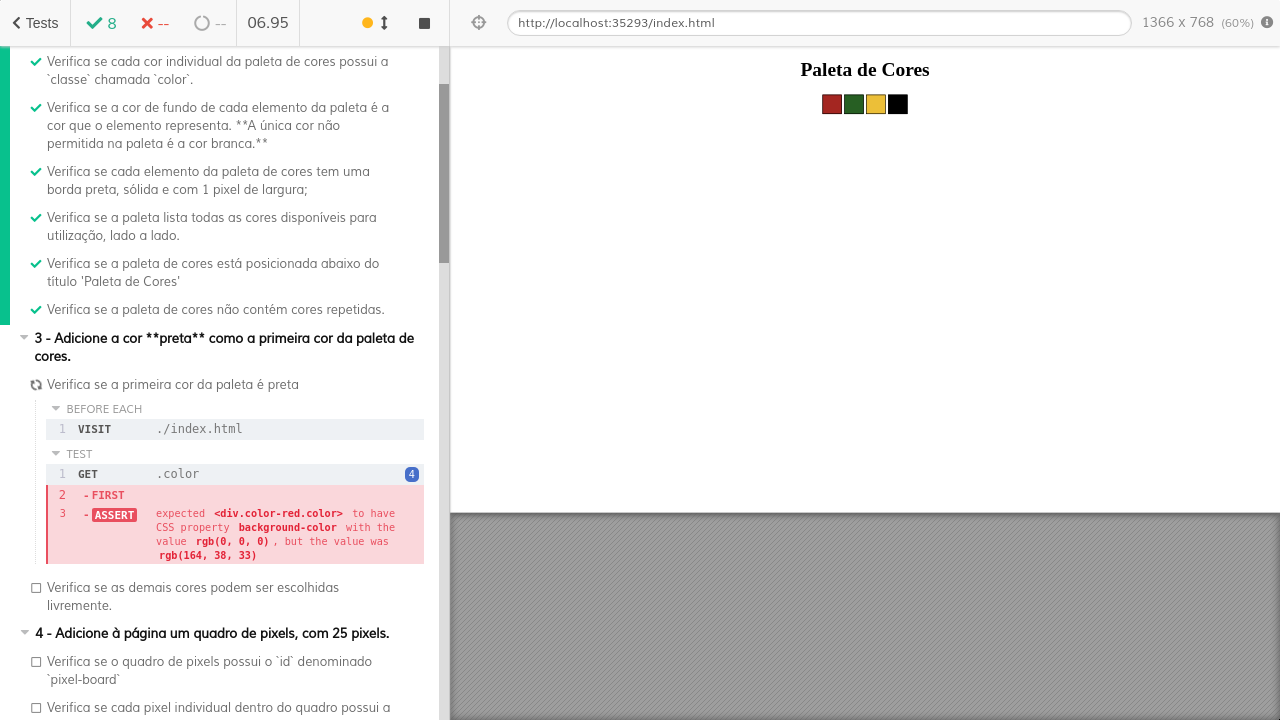 Tests
8
--
--
06.95
http://localhost:35293/index.html
1366 x 768 (60%)
Verifica se cada cor individual da paleta de cores possui a
`classe` chamada `color`.
Verifica se a cor de fundo de cada elemento da paleta é a
cor que o elemento representa. **A única cor não
permitida na paleta é a cor branca.**
Verifica se cada elemento da paleta de cores tem uma
borda preta, sólida e com 1 pixel de largura;
Verifica se a paleta lista todas as cores disponíveis para
utilização, lado a lado.
Verifica se a paleta de cores está posicionada abaixo do
título 'Paleta de Cores'
Verifica se a paleta de cores não contém cores repetidas.
3 - Adicione a cor **preta** como a primeira cor da paleta de
cores.
Verifica se a primeira cor da paleta é preta
BEFORE EACH
1 VISIT ./index.html
TEST
1 GET .color 4
2 - FIRST
3 - ASSERT expected <div.color-red.color> to have
CSS property background-color with the
value rgb(0, 0, 0) , but the value was
rgb(164, 38, 33)
Verifica se as demais cores podem ser escolhidas
livremente.
4 - Adicione à página um quadro de pixels, com 25 pixels.
Verifica se o quadro de pixels possui o `id` denominado
`pixel-board`
Verifica se cada pixel individual dentro do quadro possui a
Paleta de Cores